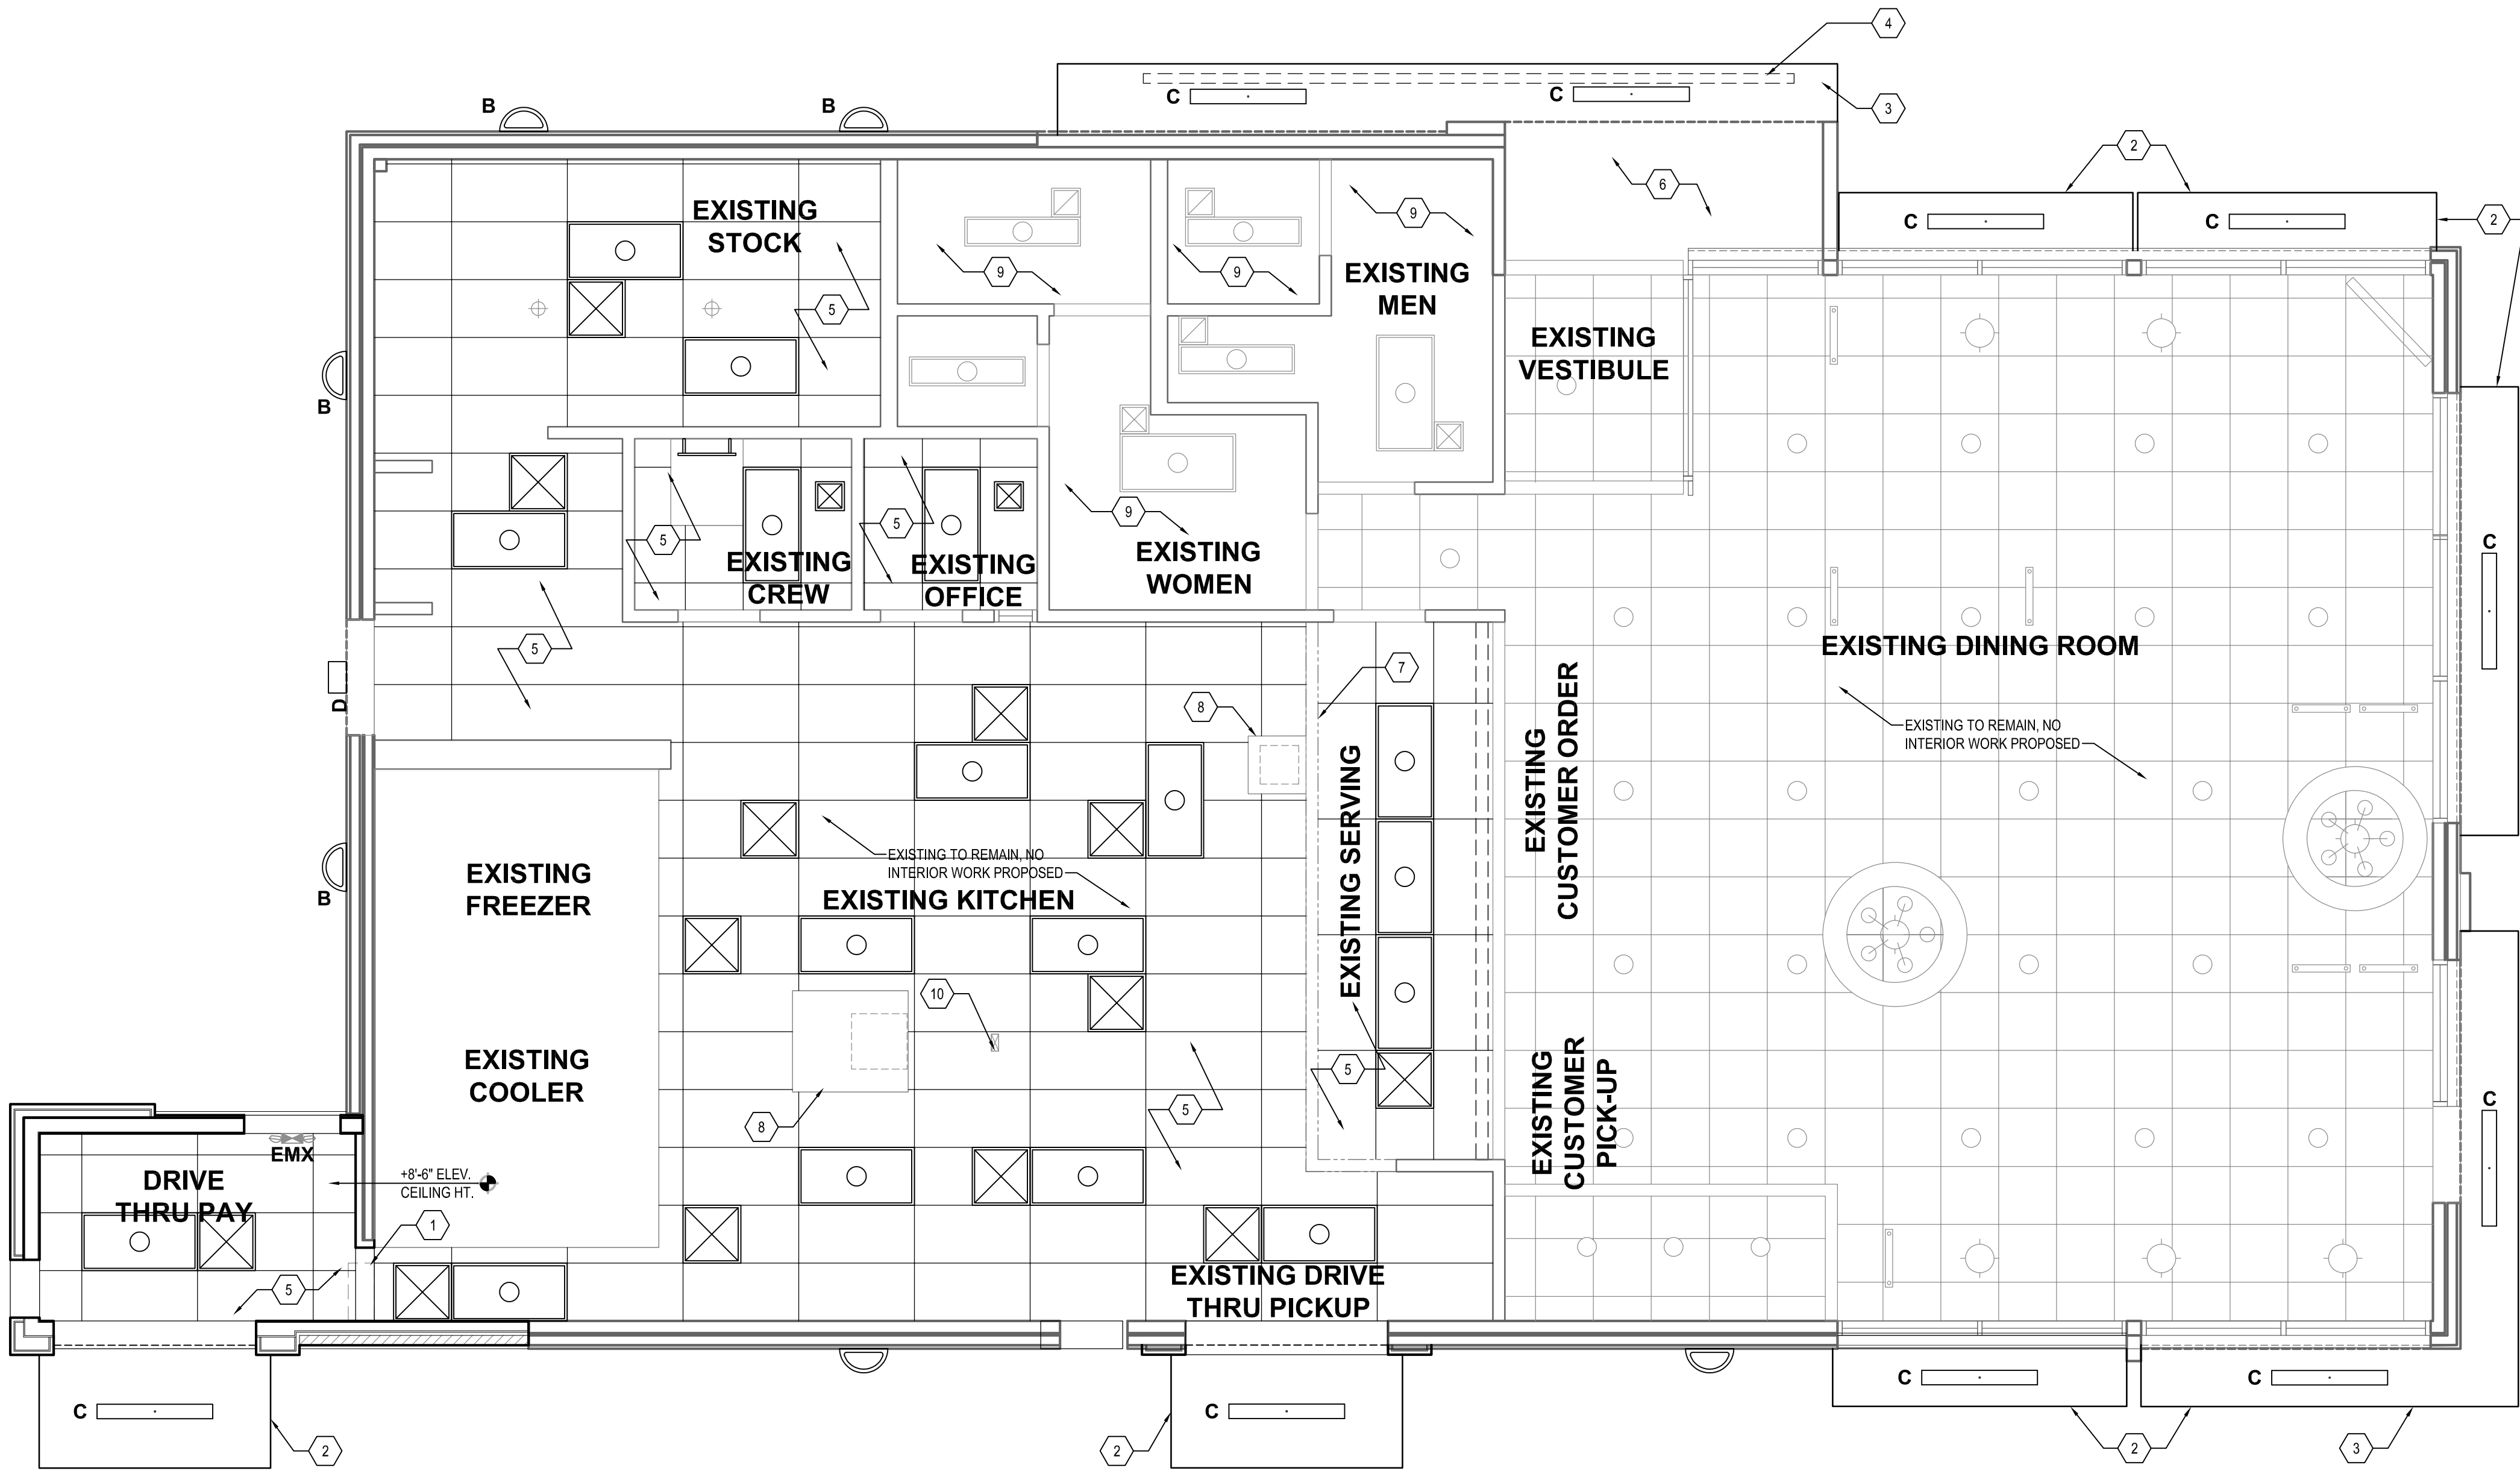 4
B
B
C
C
3
2
6
9
C
C
2
EXISTING
STOCK
9
9
EXISTING
MEN
5
EXISTING
VESTIBULE
B
9
5
5
EXISTING
CREW
EXISTING
OFFICE
EXISTING
WOMEN
C
5
EXISTING DINING ROOM
7
D
8
EXISTING TO REMAIN, NO
INTERIOR WORK PROPOSED
EXISTING SERVING
EXISTING
CUSTOMER ORDER
EXISTING TO REMAIN, NO
INTERIOR WORK PROPOSED
EXISTING KITCHEN
EXISTING
FREEZER
B
10
EXISTING
COOLER
5
EXISTING
CUSTOMER
PICK-UP
C
8
5
EMX
DRIVE
THRU PAY
+8'-6" ELEV.
CEILING HT.
1
5
EXISTING DRIVE
THRU PICKUP
C
C
C
C
2
2
2
3